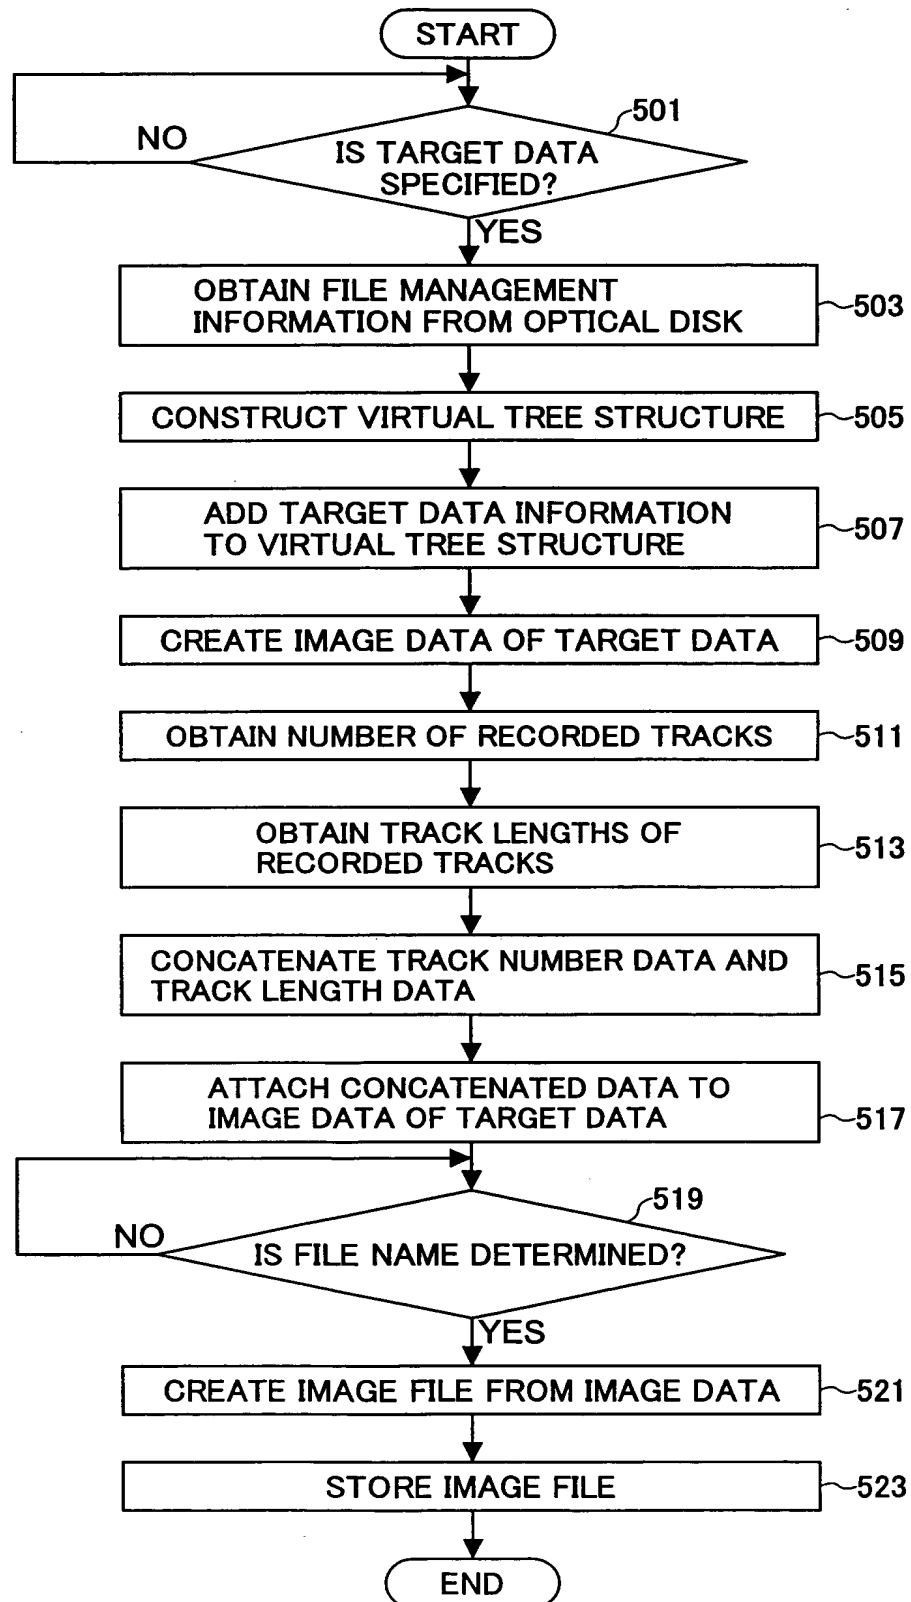 START
501
NO
IS TARGET DATA
SPECIFIED?
YES
OBTAIN FILE MANAGEMENT
INFORMATION FROM OPTICAL DISK
503
CONSTRUCT VIRTUAL TREE STRUCTURE
505
ADD TARGET DATA INFORMATION
TO VIRTUAL TREE STRUCTURE
507
CREATE IMAGE DATA OF TARGET DATA
509
OBTAIN NUMBER OF RECORDED TRACKS
511
OBTAIN TRACK LENGTHS OF
RECORDED TRACKS
513
CONCATENATE TRACK NUMBER DATA AND
TRACK LENGTH DATA
515
ATTACH CONCATENATED DATA TO
IMAGE DATA OF TARGET DATA
517
519
NO
IS FILE NAME DETERMINED?
YES
CREATE IMAGE FILE FROM IMAGE DATA
521
STORE IMAGE FILE
523
END